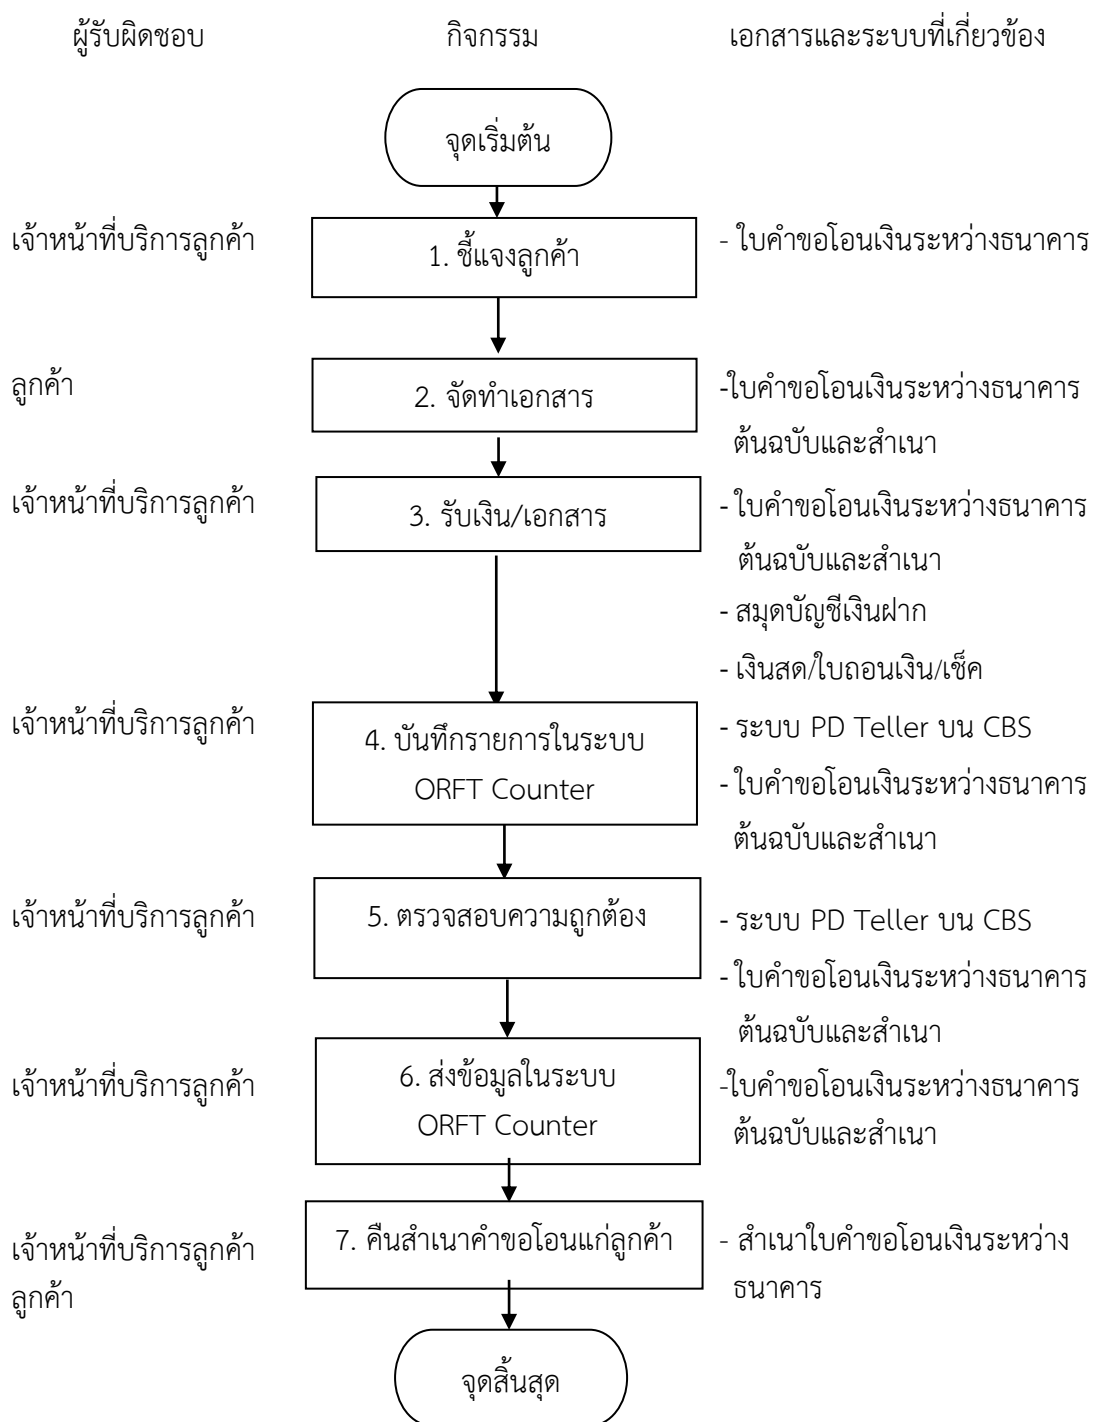 ผู้รับผิดชอบ กิจกรรม เอกสารและระบบที่เกี่ยวข้อง
จุดเริ่มต้น
เจ้าหน้าที่บริการลูกค้า 1. ชี้แจงลูกค้า - ใบคำขอโอนเงินระหว่างธนาคาร
ลูกค้า 2. จัดทำเอกสาร -ใบคำขอโอนเงินระหว่างธนาคาร
ต้นฉบับและสำเนา
เจ้าหน้าที่บริการลูกค้า 3. รับเงิน/เอกสาร - ใบคำขอโอนเงินระหว่างธนาคาร
ต้นฉบับและสำเนา
- สมุดบัญชีเงินฝาก
- เงินสด/ใบถอนเงิน/เช็ค
เจ้าหน้าที่บริการลูกค้า 4. บันทึกรายการในระบบ - ระบบ PD Teller บน CBS
ORFT Counter - ใบคำขอโอนเงินระหว่างธนาคาร
ต้นฉบับและสำเนา
เจ้าหน้าที่บริการลูกค้า 5. ตรวจสอบความถูกต้อง - ระบบ PD Teller บน CBS
- ใบคำขอโอนเงินระหว่างธนาคาร
ต้นฉบับและสำเนา
เจ้าหน้าที่บริการลูกค้า 6. ส่งข้อมูลในระบบ -ใบคำขอโอนเงินระหว่างธนาคาร
ORFT Counter ต้นฉบับและสำเนา
เจ้าหน้าที่บริการลูกค้า 7. คืนสำเนาคำขอโอนแก่ลูกค้า - สำเนาใบคำขอโอนเงินระหว่าง
ลูกค้า ธนาคาร
จุดสิ้นสุด